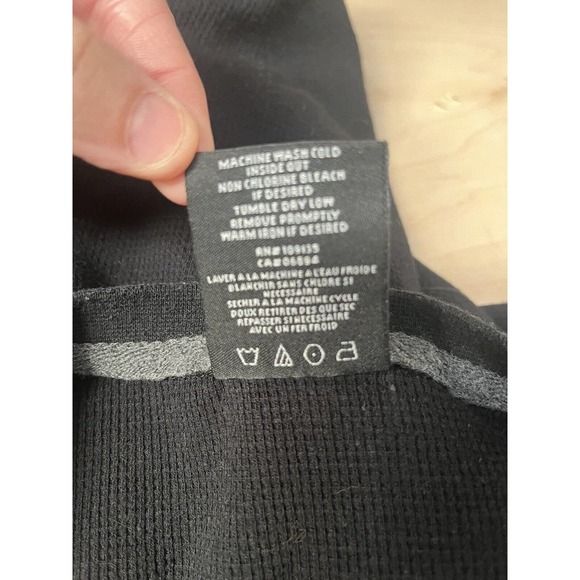 MACHINE WASH COLD
INSIDE OUT
NON CHLORINE BLEACH
IF DESIRED
TUMBLE DRY LOW
REMOVE PROMPTLY
WARM IRON IF DESIRED
RN# 109135
CA#
LAVER A LA MACHINE A L'EAU FROIDE
BLANCHIR SANS CHLORE SI
NECESSAIRE
SECHER A LA MACHINE CYCLE
DOUX RETIRER DES QUE SEC
REPASSER SI NECESSAIRE
AVEC UN FER FROID